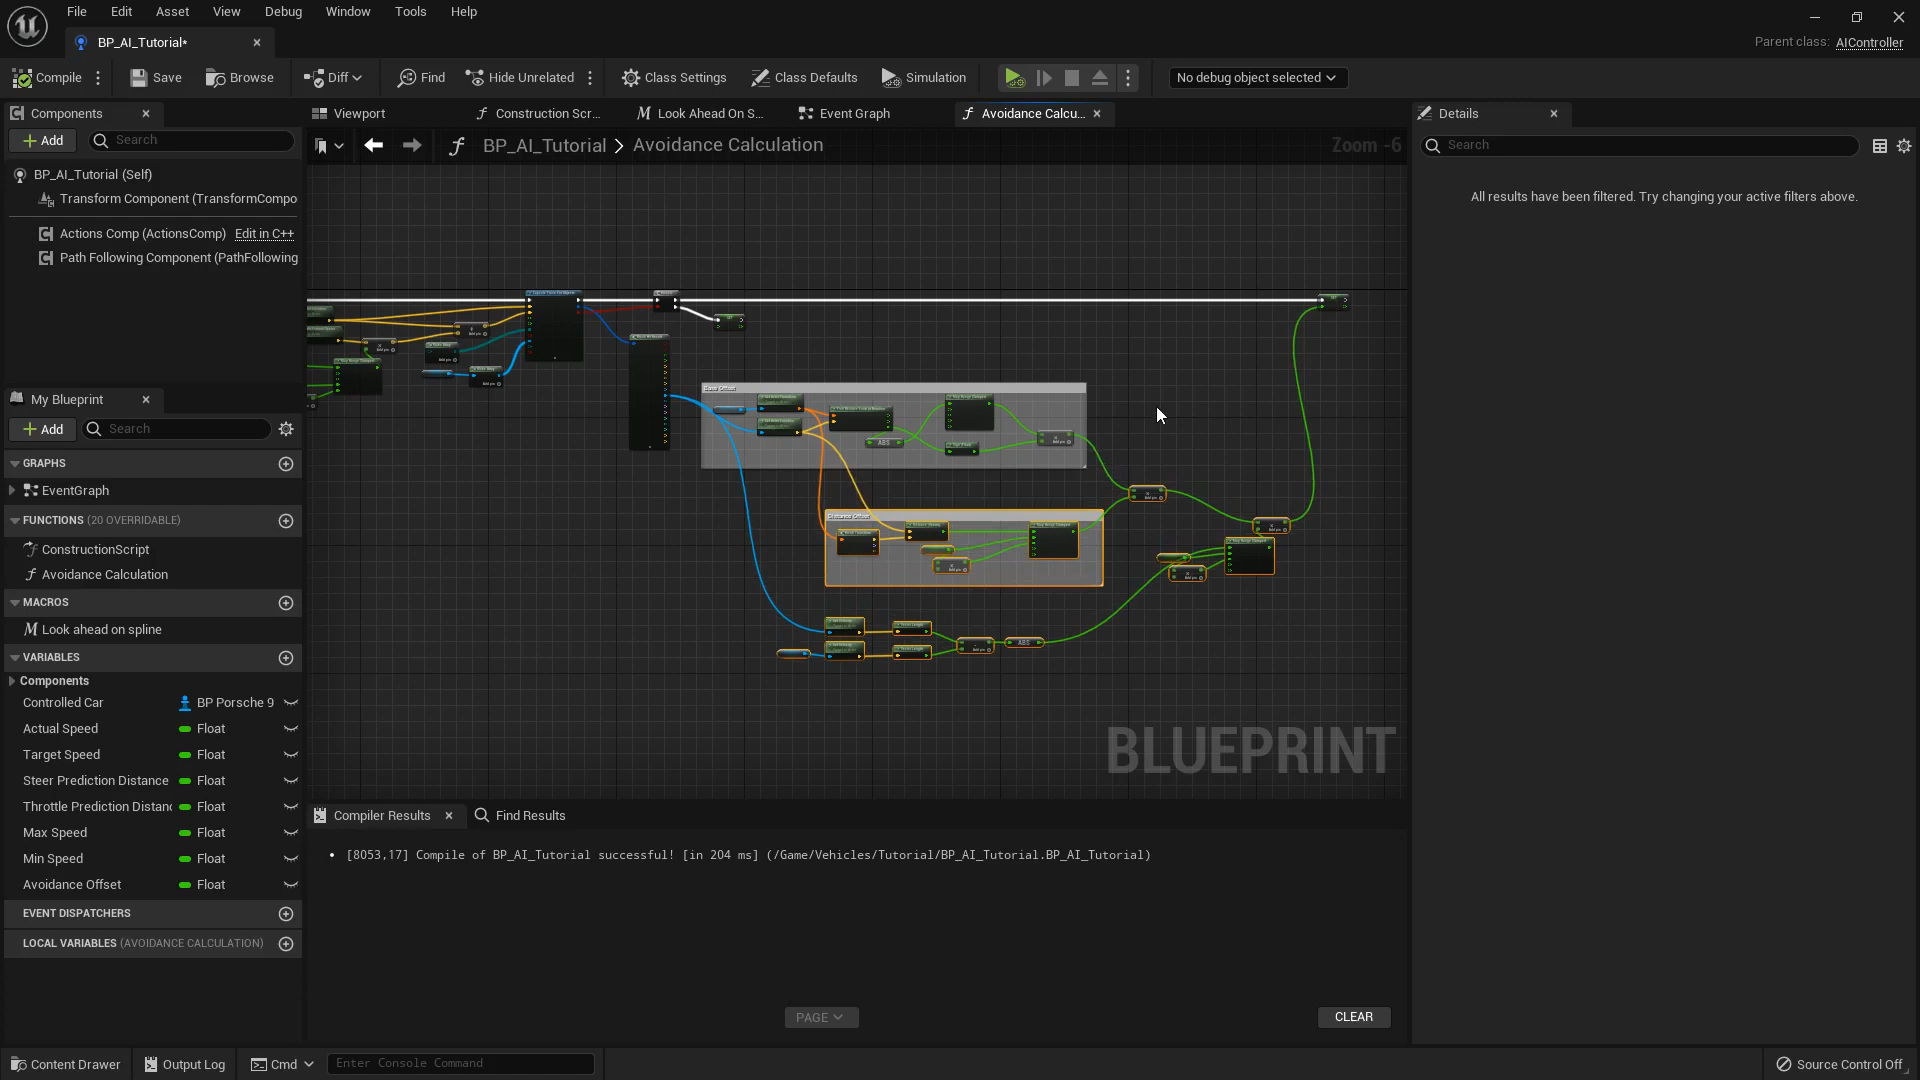 File Edit Asset View Debug Window Tools Help
BP_AI_Tutorial*
Parent class: AIController
Compile Save Browse Diff Find Hide Unrelated Class Settings Class Defaults Simulation No debug object selected
Components
Add Search
BP_AI_Tutorial (Self)
Transform Component (TransformCompo
Actions Comp (ActionsComp) Edit in C++
Path Following Component (PathFollowing
My Blueprint
Add Search
GRAPHS
EventGraph
FUNCTIONS (20 OVERRIDABLE)
ConstructionScript
Avoidance Calculation
MACROS
Look ahead on spline
VARIABLES
Components
Controlled Car BP Porsche 9
Actual Speed Float
Target Speed Float
Steer Prediction Distance Float
Throttle Prediction Distanc Float
Max Speed Float
Min Speed Float
Avoidance Offset Float
EVENT DISPATCHERS
LOCAL VARIABLES (AVOIDANCE CALCULATION)
Viewport Construction Scr... Look Ahead On S... Event Graph Avoidance Calcu...
BP_AI_Tutorial > Avoidance Calculation
Zoom -6
ABS
ABS
BLUEPRINT
Compiler Results Find Results
[8053,17] Compile of BP_AI_Tutorial successful! [in 204 ms] (/Game/Vehicles/Tutorial/BP_AI_Tutorial.BP_AI_Tutorial)
PAGE CLEAR
Details
Search
All results have been filtered. Try changing your active filters above.
Content Drawer Output Log Cmd Enter Console Command Source Control Off